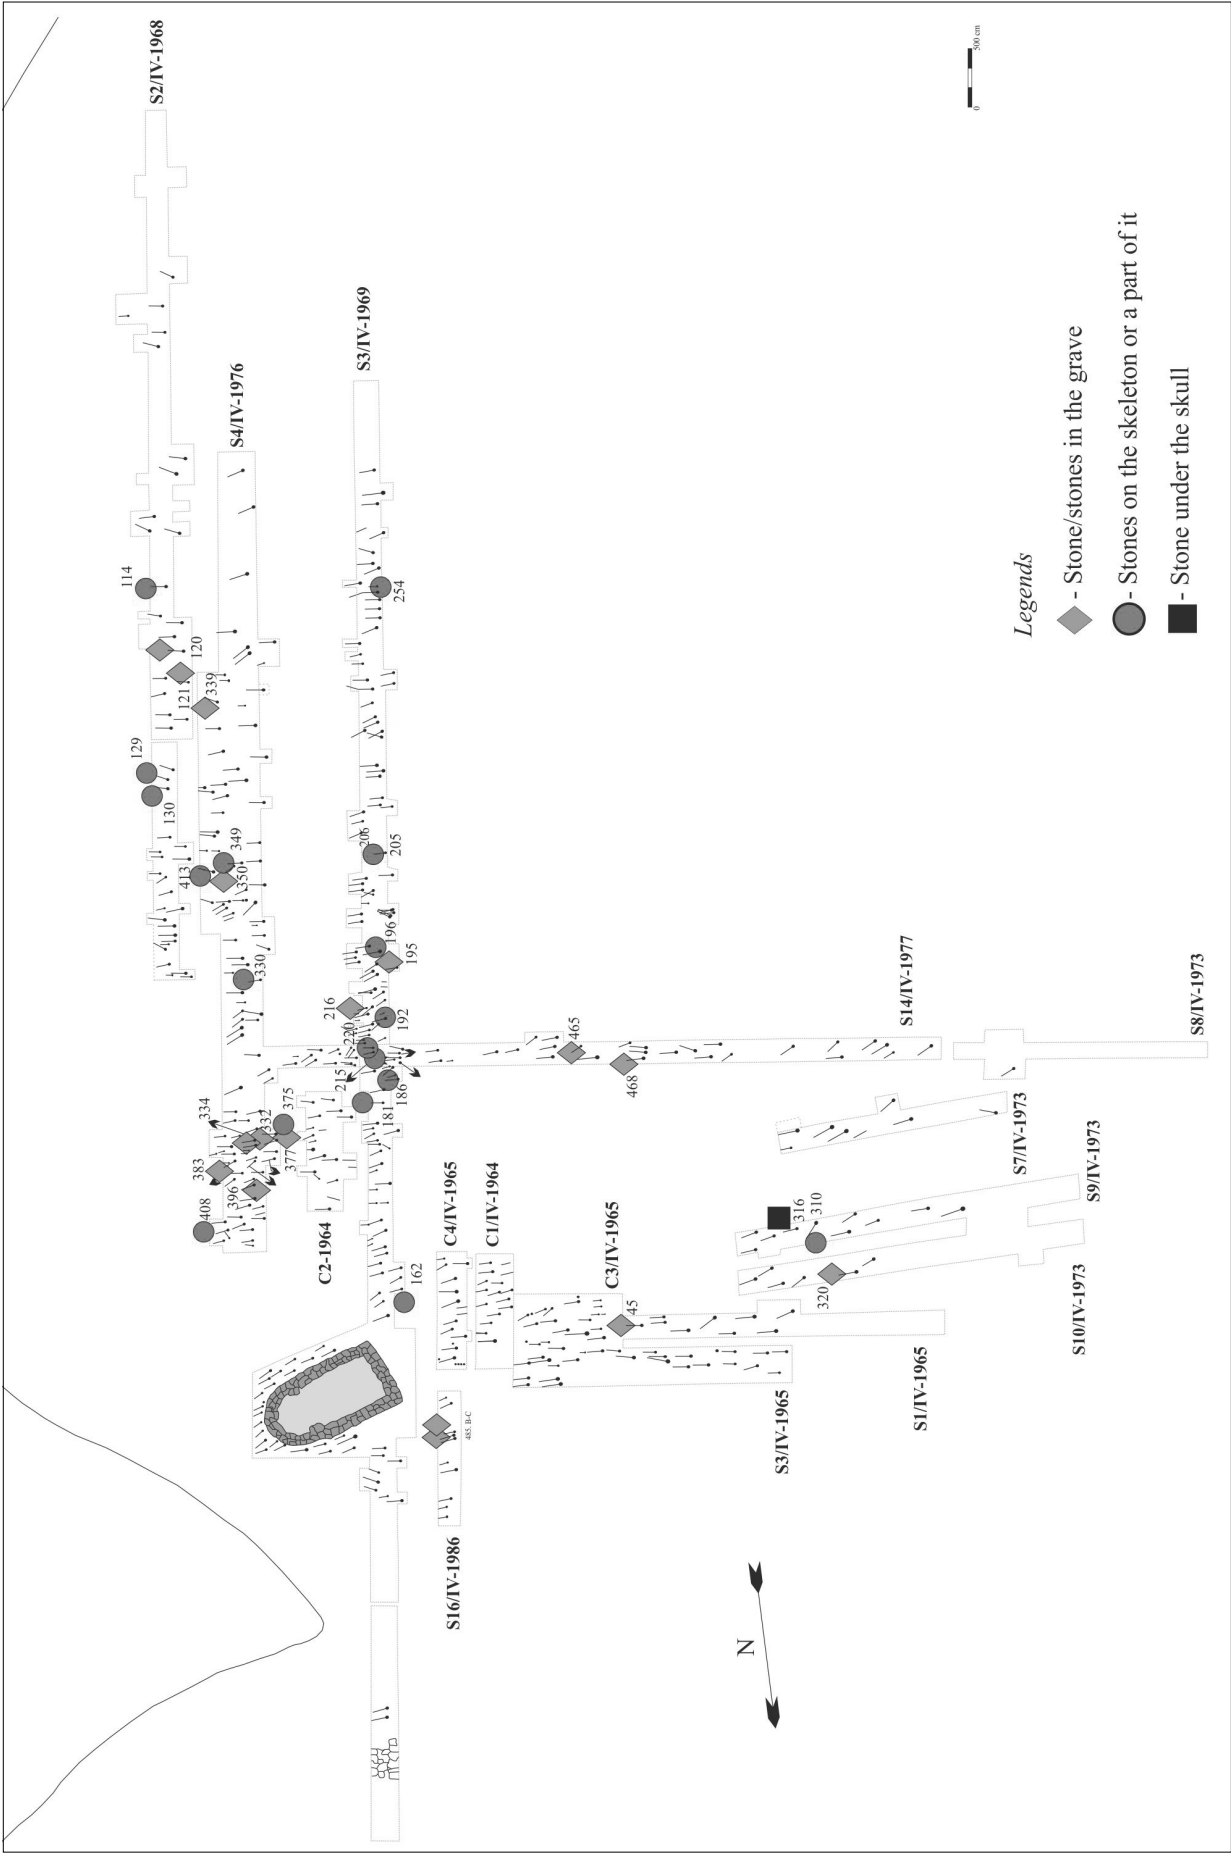 S2/IV-1968
114
120
121
129
130
S4/IV-1976
339
349
350
413
330
334
332
375
377
383
396
408
C2-1964
S3/IV-1969
254
206
205
196
195
216
192
220
215
186
181
162
465
468
S14/IV-1977
S8/IV-1973
S7/IV-1973
S9/IV-1973
S10/IV-1973
316
310
320
C4/IV-1965
C1/IV-1964
C3/IV-1965
45
S1/IV-1965
S3/IV-1965
485. B-C
S16/IV-1986
N
0
500 cm
Legends
- Stone/stones in the grave
- Stones on the skeleton or a part of it
- Stone under the skull